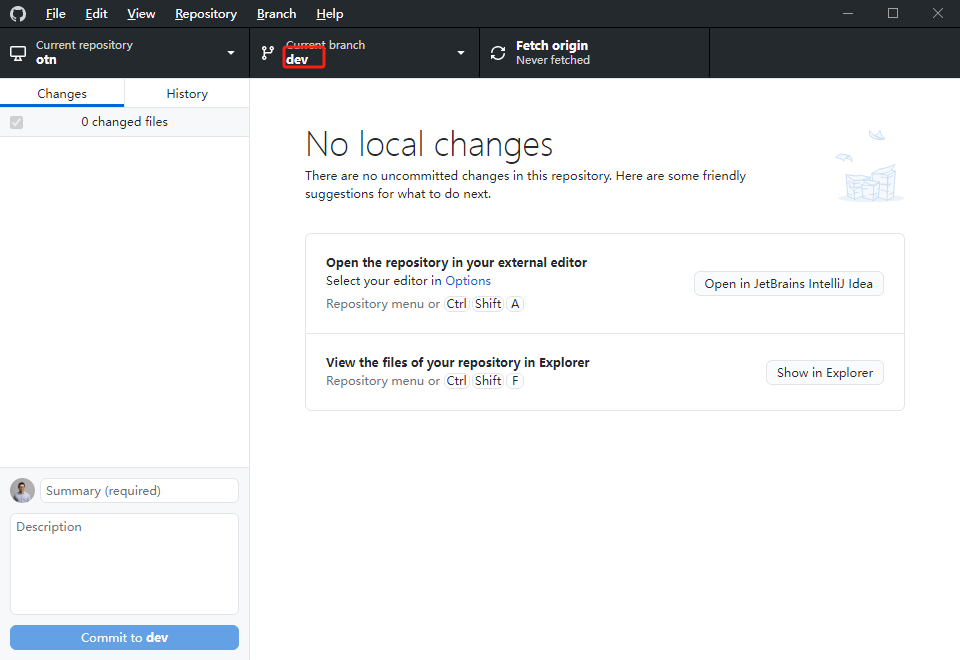 File Edit View Repository Branch Help
Current repository
otn
Current branch
dev
Fetch origin
Never fetched
Changes History
0 changed files
No local changes
There are no uncommitted changes in this repository. Here are some friendly
suggestions for what to do next.
Open the repository in your external editor
Select your editor in Options
Repository menu or Ctrl Shift A
Open in JetBrains IntelliJ Idea
View the files of your repository in Explorer
Repository menu or Ctrl Shift F
Show in Explorer
Summary (required)
Description
Commit to dev